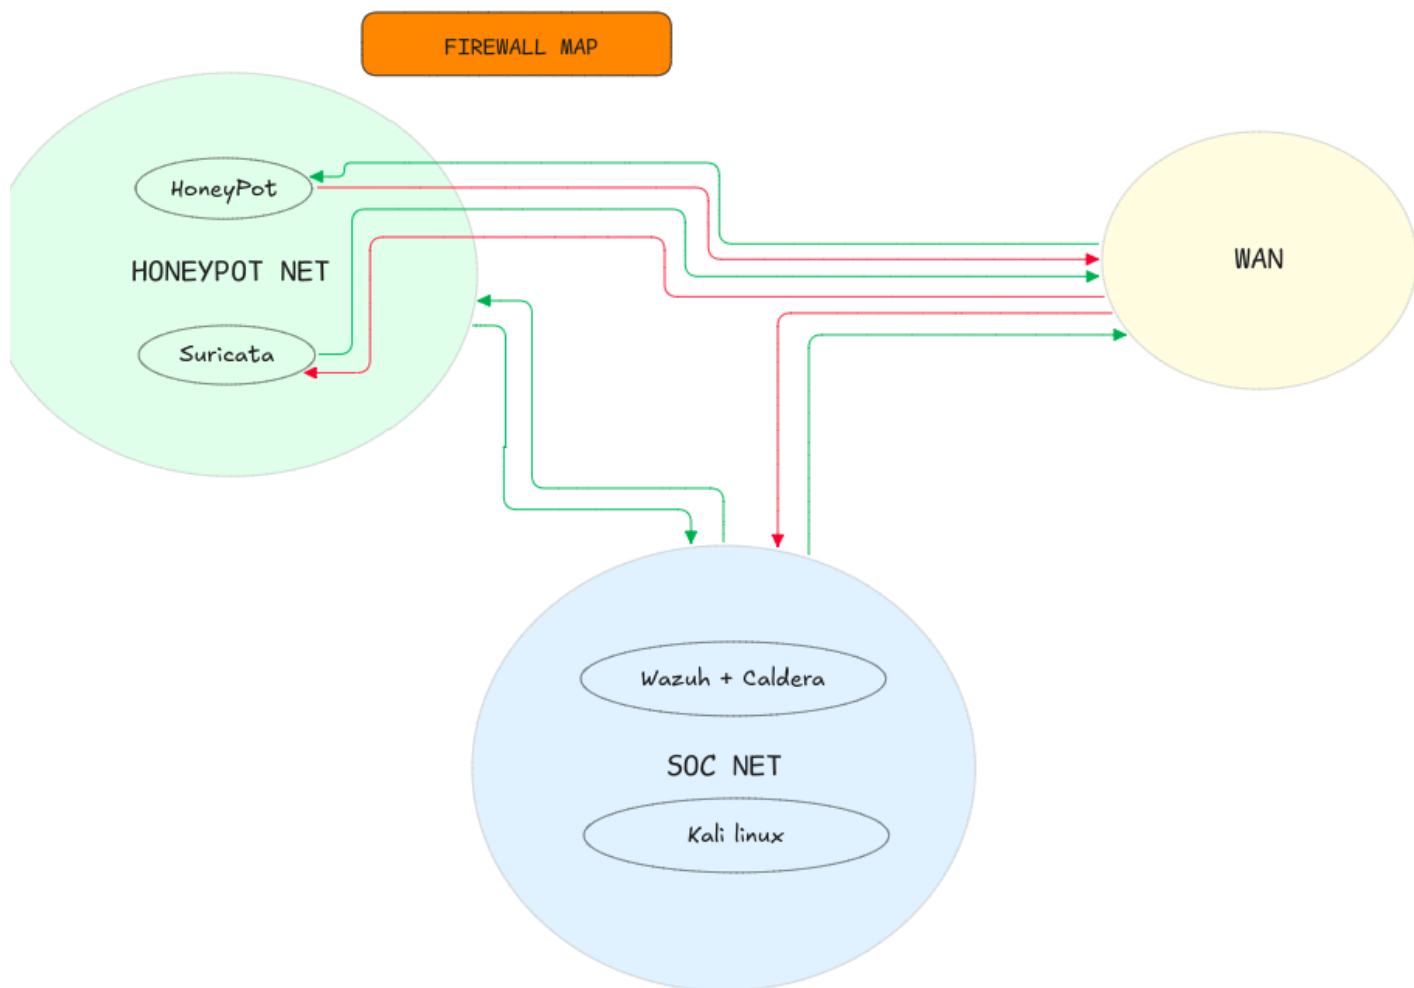 FIREWALL MAP
HoneyPot
HONEYPOT NET
Suricata
WAN
Wazuh + Caldera
SOC NET
Kali linux